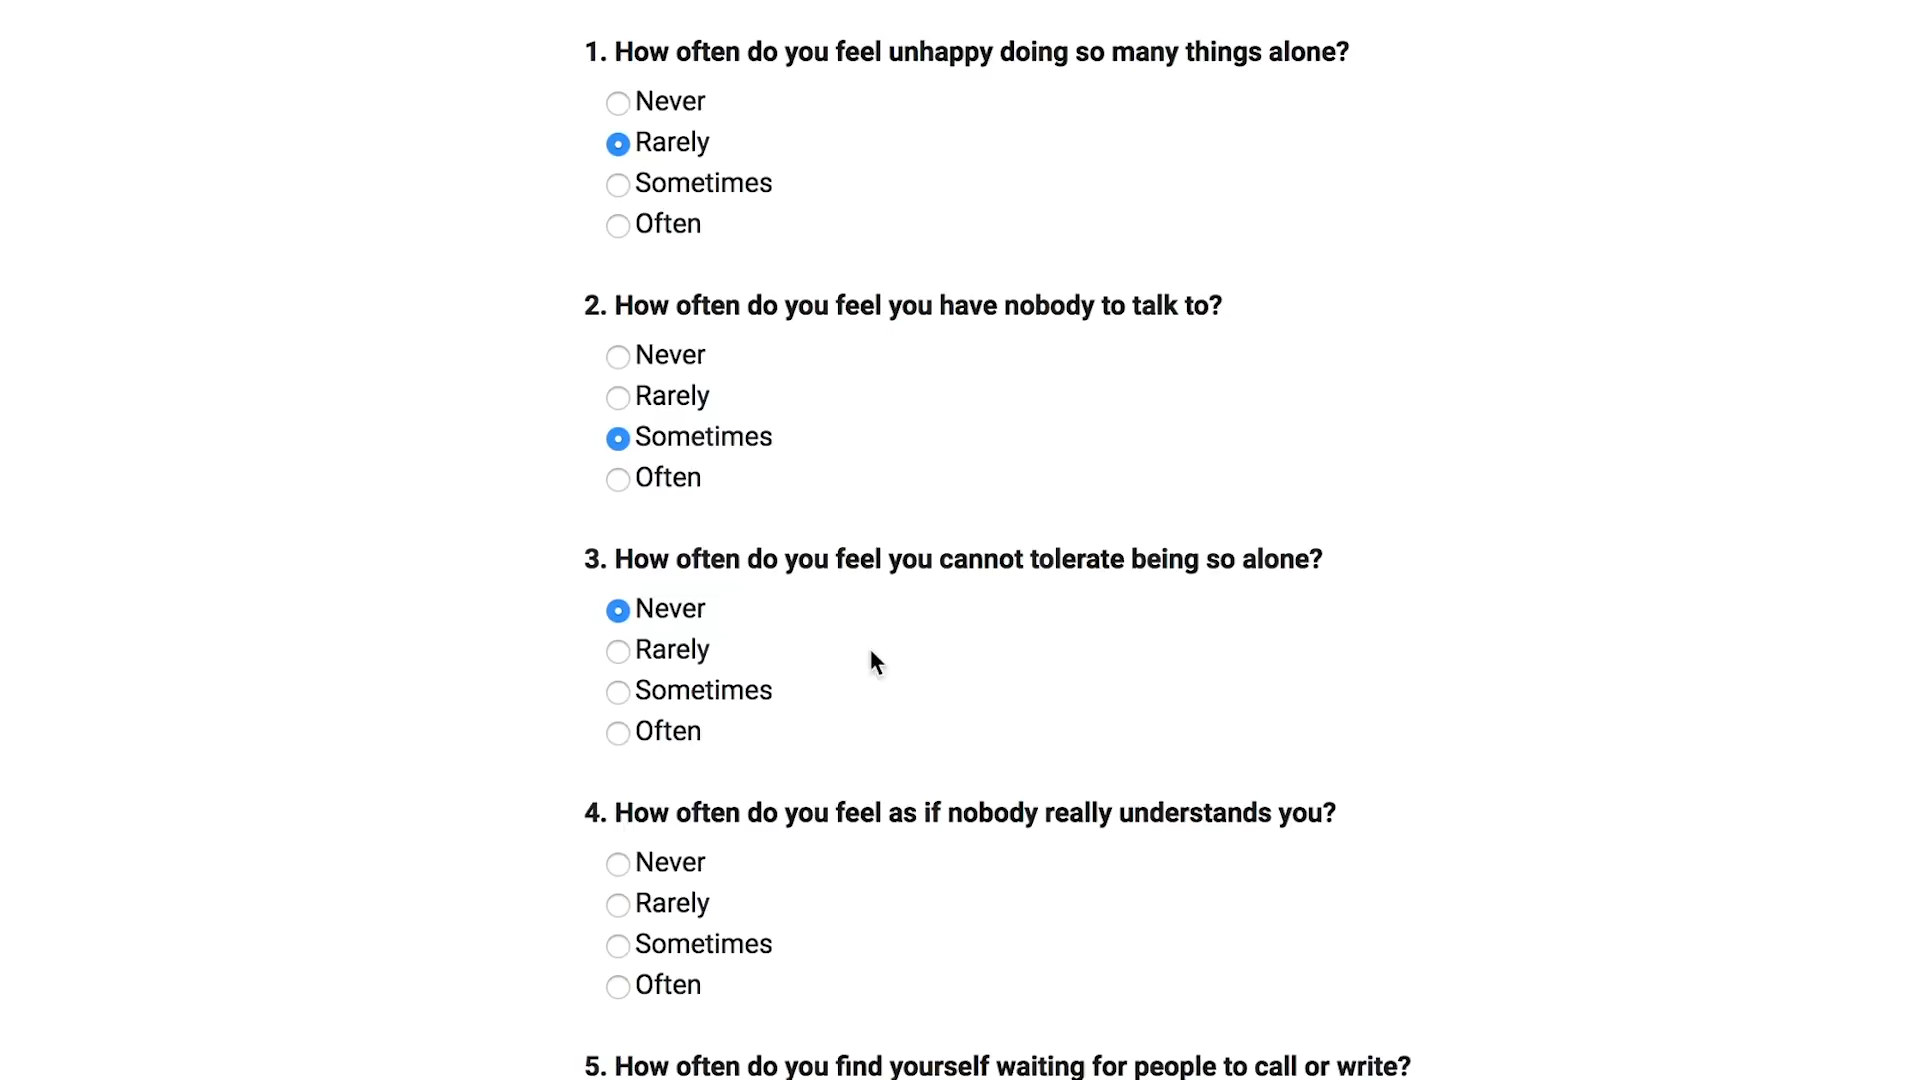 1. How often do you feel unhappy doing so many things alone?
Never
Rarely
Sometimes
Often
2. How often do you feel you have nobody to talk to?
Never
Rarely
Sometimes
Often
3. How often do you feel you cannot tolerate being so alone?
Never
Rarely
Sometimes
Often
4. How often do you feel as if nobody really understands you?
Never
Rarely
Sometimes
Often
5. How often do you find yourself waiting for people to call or write?